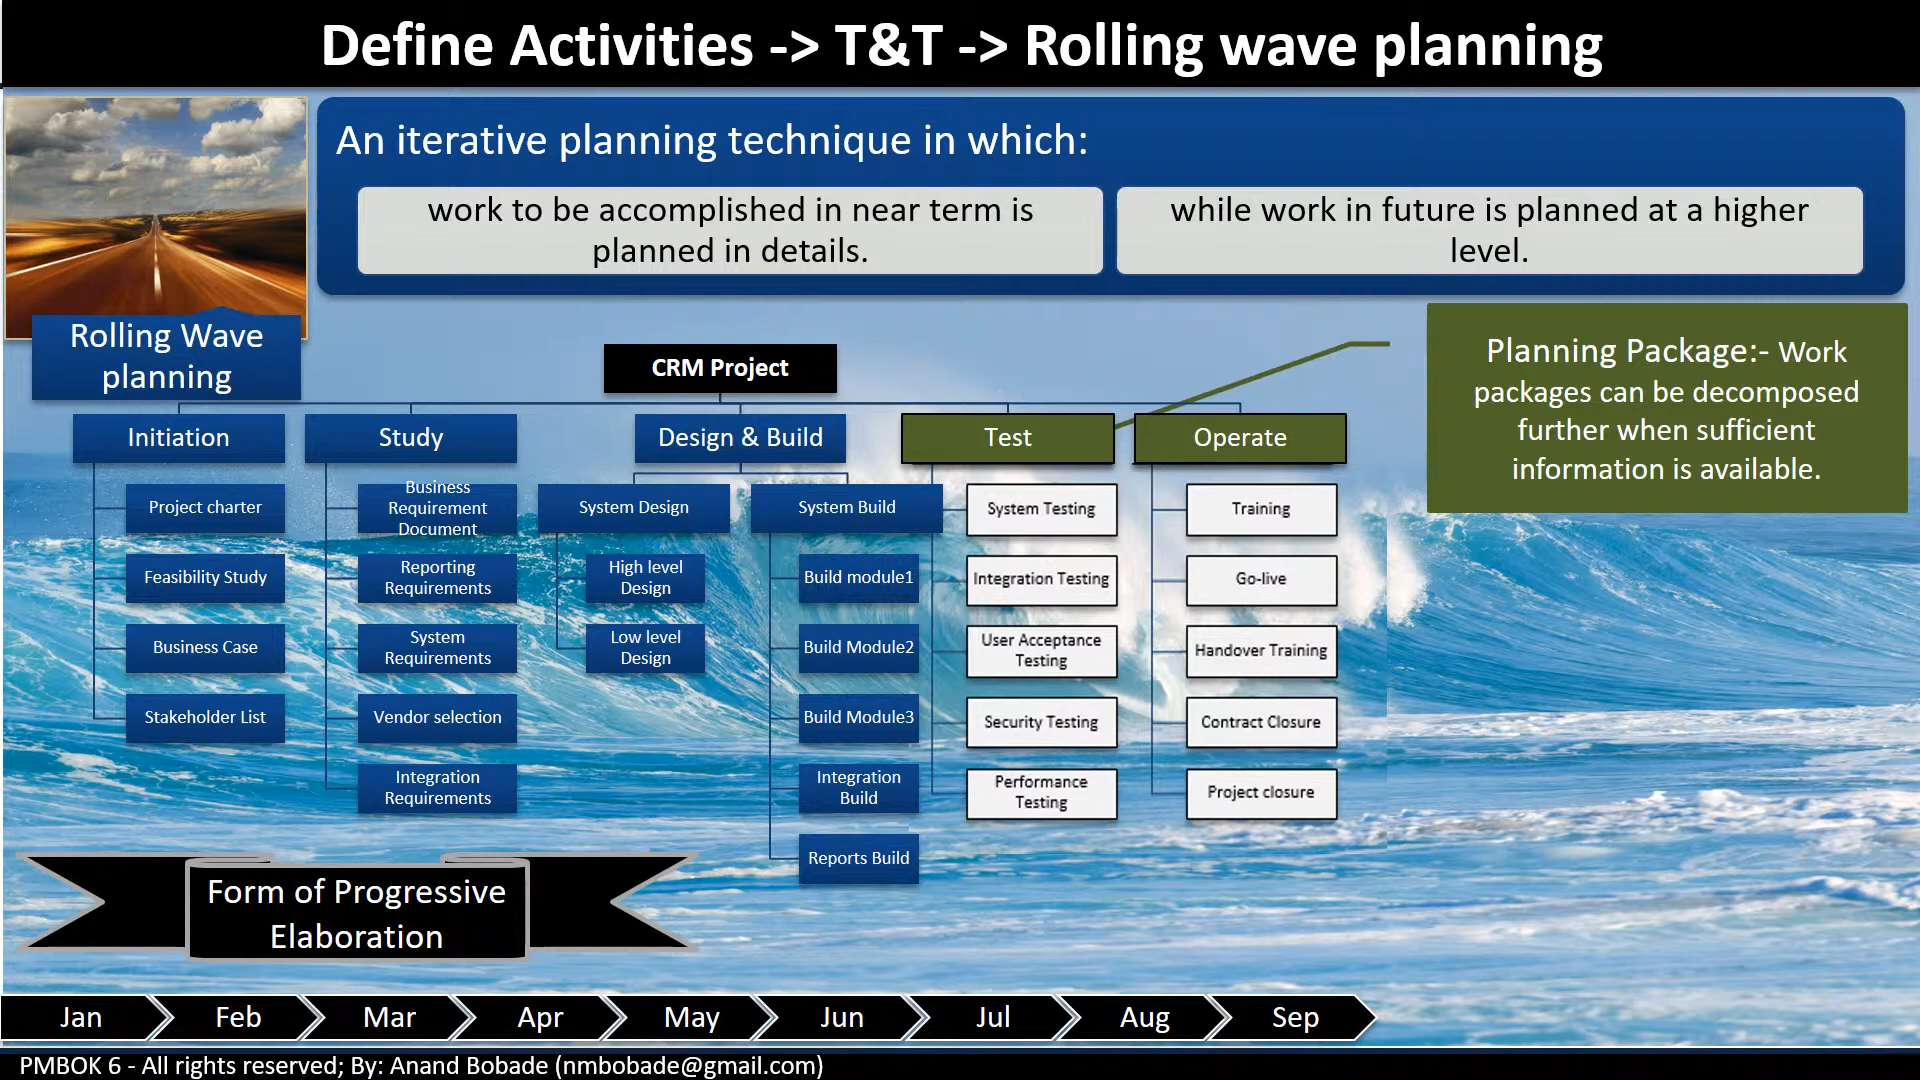 Define Activities -> T&T -> Rolling wave planning
An iterative planning technique in which:
work to be accomplished in near term is
planned in details.
while work in future is planned at a higher
level.
Rolling Wave
planning
Planning Package:- Work
packages can be decomposed
further when sufficient
information is available.
CRM Project
Initiation
Project charter
Feasibility Study
Business Case
Stakeholder List
Study
Business
Requirement
Document
Reporting
Requirements
System
Requirements
Vendor selection
Integration
Requirements
Design & Build
System Design
High level
Design
Low level
Design
System Build
Build module1
Build Module2
Build Module3
Integration
Build
Reports Build
Test
System Testing
Integration Testing
User Acceptance
Testing
Security Testing
Performance
Testing
Operate
Training
Go-live
Handover Training
Contract Closure
Project closure
Form of Progressive
Elaboration
Jan Feb Mar Apr May Jun Jul Aug Sep
PMBOK 6 - All rights reserved; By: Anand Bobade (nmbobade@gmail.com)